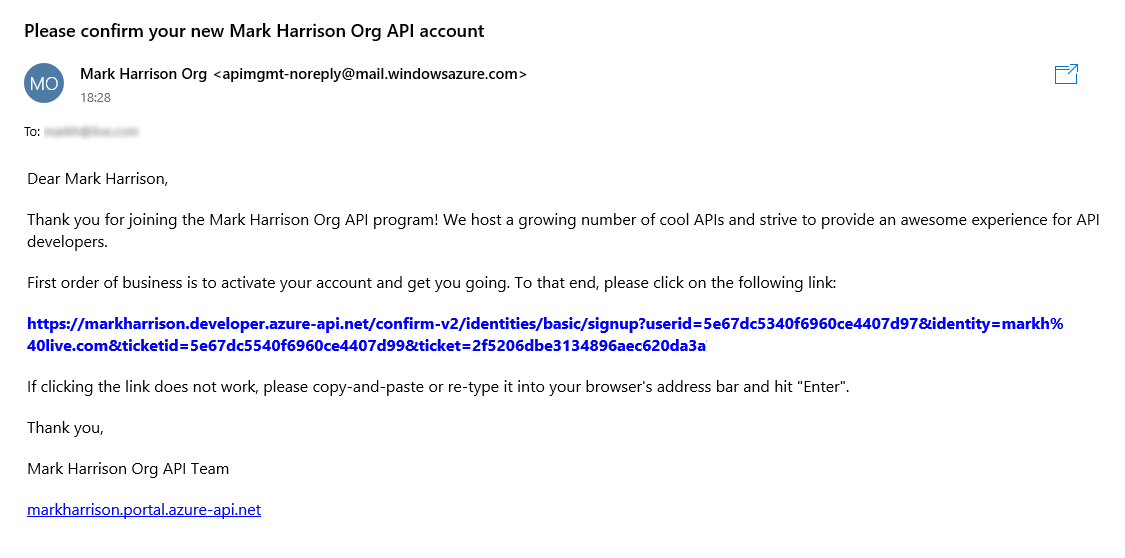 Please confirm your new Mark Harrison Org API account
MO
Mark Harrison Org <apimgmt-noreply@mail.windowsazure.com>
18:28
To:
Dear Mark Harrison,
Thank you for joining the Mark Harrison Org API program! We host a growing number of cool APIs and strive to provide an awesome experience for API
developers.
First order of business is to activate your account and get you going. To that end, please click on the following link:
https://markharrison.developer.azure-api.net/confirm-v2/identities/basic/signup?userid=5e67dc5340f6960ce4407d97&identity=markh%
40live.com&ticketid=5e67dc5540f6960ce4407d99&ticket=2f5206dbe3134896aec620da3a
If clicking the link does not work, please copy-and-paste or re-type it into your browser's address bar and hit "Enter".
Thank you,
Mark Harrison Org API Team
markharrison.portal.azure-api.net